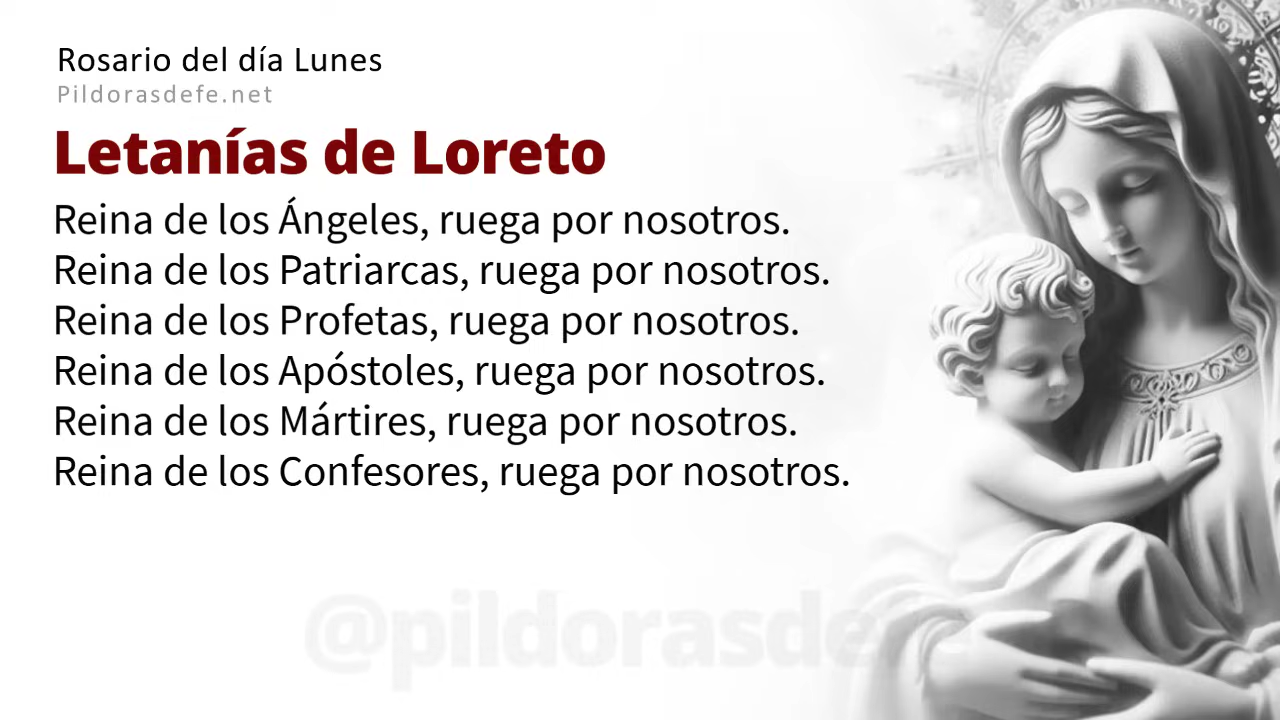 Rosario del día Lunes
Pildorasdefe.net
Letanías de Loreto
Reina de los Ángeles, ruega por nosotros.
Reina de los Patriarcas, ruega por nosotros.
Reina de los Profetas, ruega por nosotros.
Reina de los Apóstoles, ruega por nosotros.
Reina de los Mártires, ruega por nosotros.
Reina de los Confesores, ruega por nosotros.
@pildorasdefe